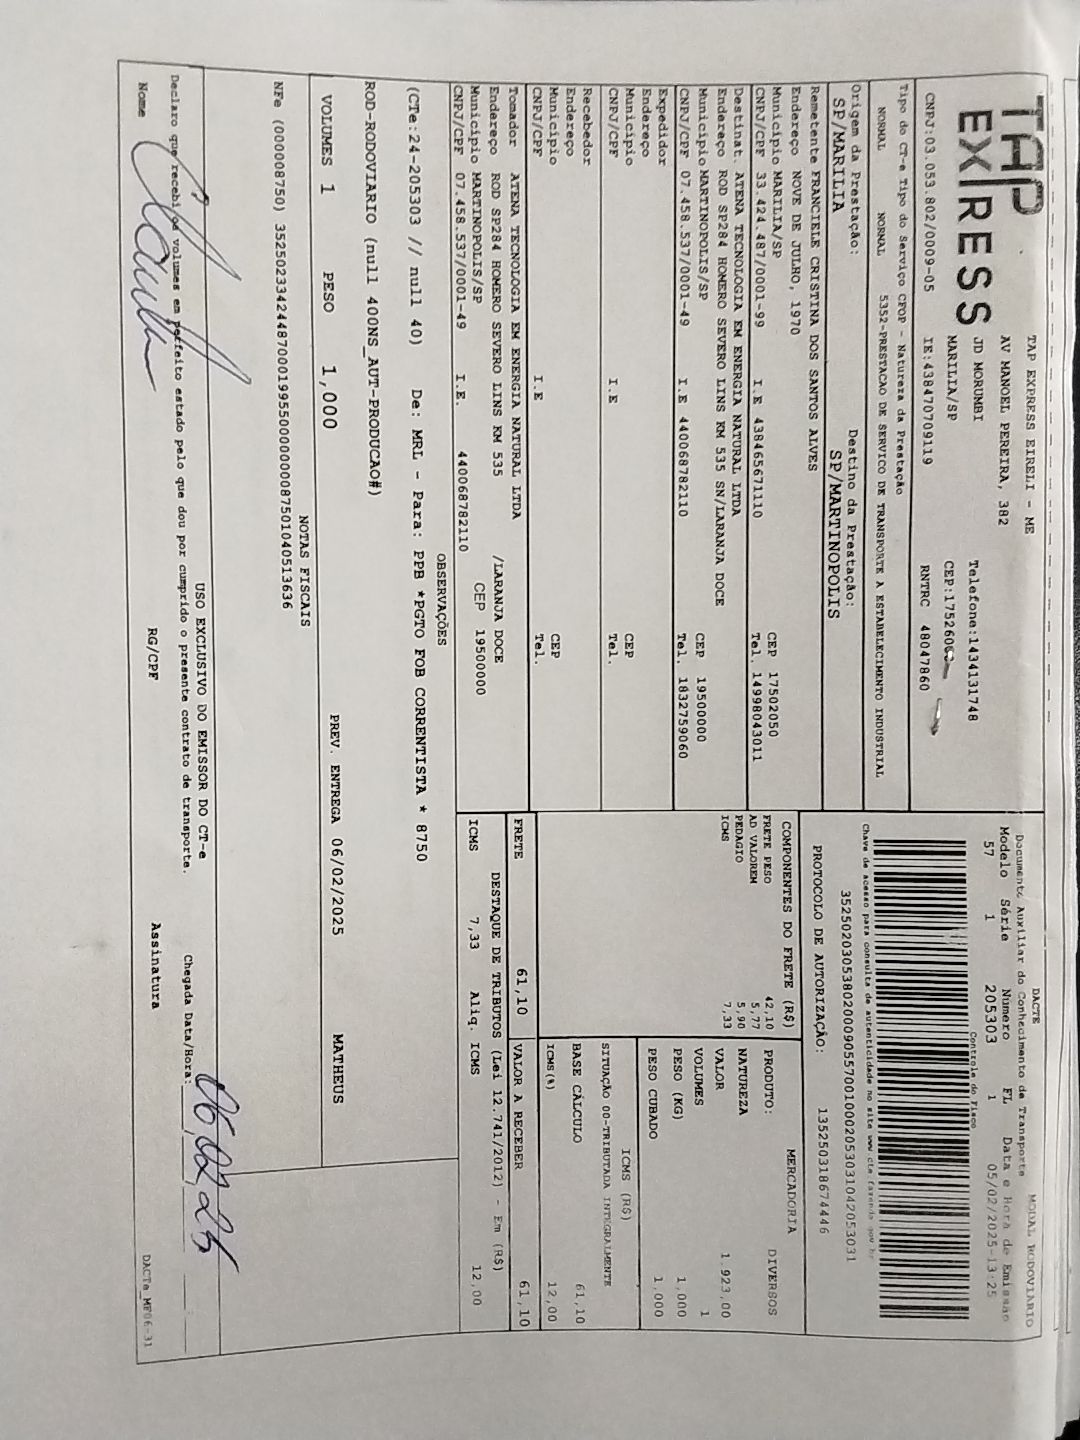 TAP EXPRESS
TAP EXPRESS EIRELI - ME
AV MANOEL PEREIRA, 382
JD MORUMBI
MARILIA/SP
Telefone:1434131748
CNPJ:03.053.802/0009-05 IE:438470709119 RNTRC 48047860
DACTE MODAL RODOVIARIO
Documento Auxiliar do Conhecimento de Transporte
Modelo Série Numero FL Data e Hora de Emissão
57 1 205303 1 05/02/2025-13:25
Controle do Fisco
Chave de acesso para consulta de autenticidade no site www.cte.fazenda.gov.br
35250203053802000905570010002053031042053031
PROTOCOLO DE AUTORIZAÇÃO: 135250318674446
Tipo do CT-e Tipo do Serviço CFOP - Natureza da Prestação
NORMAL NORMAL 5352-PRESTACAO DE SERVICO DE TRANSPORTE A ESTABELECIMENTO INDUSTRIAL
Origem da Prestação: Destino da Prestação:
SP/MARILIA SP/MARTINOPOLIS
Remetente FRANCIELE CRISTINA DOS SANTOS ALVES
Endereço NOVE DE JULHO, 1970
Município MARILIA/SP CEP 17502050
CNPJ/CPF 33.424.487/0001-99 I.E 438465671110 Tel. 14998043011
Destinat. ATENA TECNOLOGIA EM ENERGIA NATURAL LTDA
Endereço ROD SP284 HOMERO SEVERO LINS KM 535 SN/LARANJA DOCE
Município MARTINOPOLIS/SP CEP 19500000
CNPJ/CPF 07.458.537/0001-49 I.E 440068782110 Tel. 1832759060
Expedidor
Endereço
Município CEP
CNPJ/CPF I.E Tel.
Recebedor
Endereço
Município CEP
CNPJ/CPF I.E Tel.
Tomador ATENA TECNOLOGIA EM ENERGIA NATURAL LTDA
Endereço ROD SP284 HOMERO SEVERO LINS KM 535 /LARANJA DOCE
Município MARTINOPOLIS/SP CEP 19500000
CNPJ/CPF 07.458.537/0001-49 I.E. 440068782110
COMPONENTES DO FRETE (R$)
FRETE PESO 42,10
AD VALOREM 5,77
PEDAGIO 5,90
ICMS 7,33
MERCADORIA
PRODUTO: DIVERSOS
NATUREZA
VALOR 1.923,00
VOLUMES 1
PESO (KG) 1,000
PESO CUBADO 1,000
ICMS (R$)
SITUAÇÃO 00-TRIBUTADA INTEGRALMENTE
BASE CÁLCULO 61,10
ICMS(%) 12,00
FRETE 61,10 VALOR A RECEBER 61,10
DESTAQUE DE TRIBUTOS (Lei 12.741/2012) - Em (R$)
ICMS 7,33 Aliq. ICMS 12,00
OBSERVAÇÕES
(CTe:24-205303 // null 40) De: MRL - Para: PPB *PGTO FOB CORRENTISTA * 8750
ROD-RODOVIARIO (null 400NS_AUT-PRODUCAO#)
VOLUMES 1 PESO 1,000 PREV. ENTREGA 06/02/2025 MATHEUS
NOTAS FISCAIS
NFe (000008750) 35250233424487000199550000000087501040513636
USO EXCLUSIVO DO EMISSOR DO CT-e
Declaro que recebi os volumes em perfeito estado pelo que dou por cumprido o presente contrato de transporte. Chegada Data/Hora: 06/02/25
Nome RG/CPF Assinatura
DACTe_MF06-31